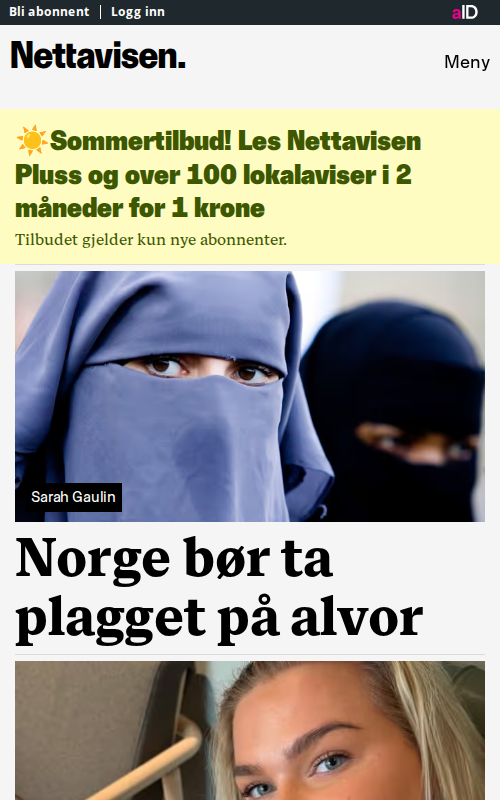 Bli abonnent | Logg inn
aID
Nettavisen.
Meny
☀️Sommertilbud! Les Nettavisen
Pluss og over 100 lokalaviser i 2
måneder for 1 krone
Tilbudet gjelder kun nye abonnenter.
Sarah Gaulin
Norge bør ta
plagget på alvor